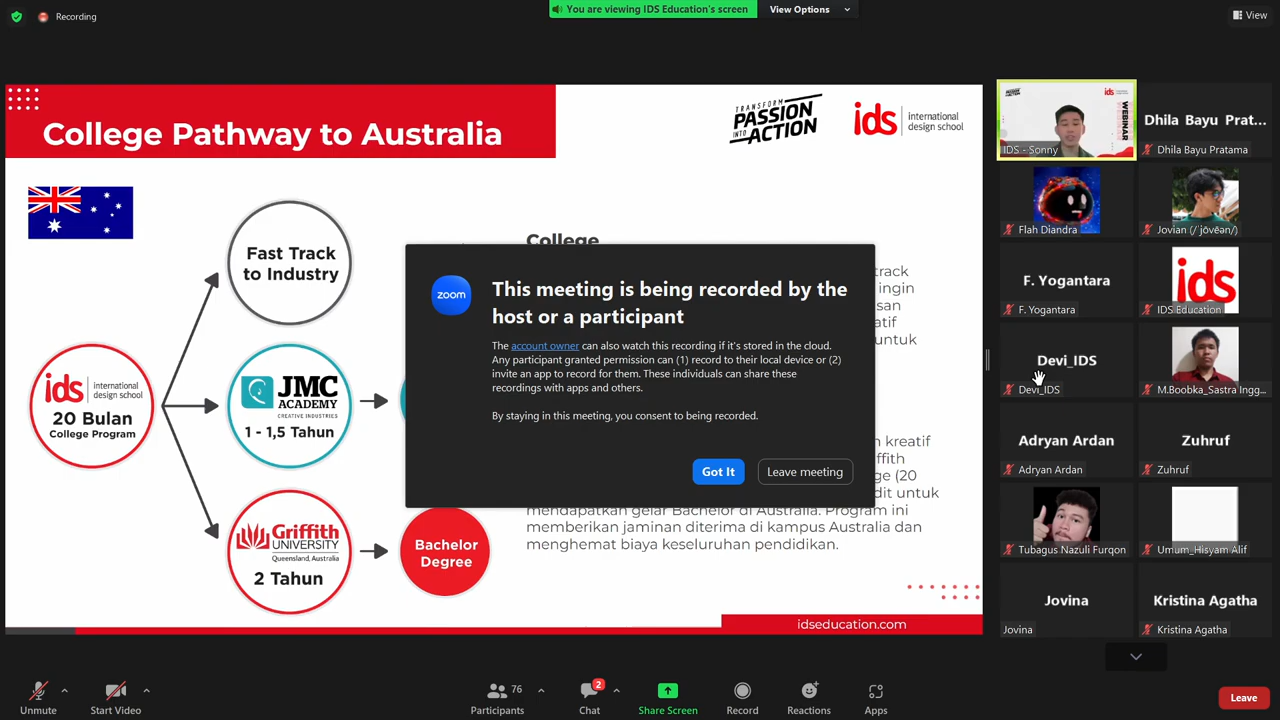 Recording
You are viewing IDS Education's screen
View Options
View
College Pathway to Australia
TRANSFORM
PASSION
INTO
ACTION
ids international
design school
Fast Track
to Industry
ids international
design school
20 Bulan
College Program
JMC
ACADEMY
CREATIVE INDUSTRIES
1 - 1,5 Tahun
Griffith
UNIVERSITY
Queensland, Australia
2 Tahun
Bachelor
Degree
College
track
ingin
san
atif
untuk
kreatif
ffith
ge (20
dit untuk
mendapatkan gelar Bachelor di Australia. Program ini
memberikan jaminan diterima di kampus Australia dan
menghemat biaya keseluruhan pendidikan.
idseducation.com
zoom
This meeting is being recorded by the
host or a participant
The account owner can also watch this recording if it's stored in the cloud.
Any participant granted permission can (1) record to their local device or (2)
invite an app to record for them. These individuals can share these
recordings with apps and others.
By staying in this meeting, you consent to being recorded.
Got It
Leave meeting
ids
WEBINAR
IDS - Sonny
Dhila Bayu Prat...
Dhila Bayu Pratama
Flah Diandra
Jovian (/ˈjōvēən/)
F. Yogantara
F. Yogantara
ids
IDS Education
Devi_IDS
Devi_IDS
M.Boobka_Sastra Ingg...
Adryan Ardan
Adryan Ardan
Zuhruf
Zuhruf
Tubagus Nazuli Furqon
Umum_Hisyam Alif
Jovina
Jovina
Kristina Agatha
Kristina Agatha
Unmute
Start Video
76
Participants
2
Chat
Share Screen
Record
Reactions
Apps
Leave